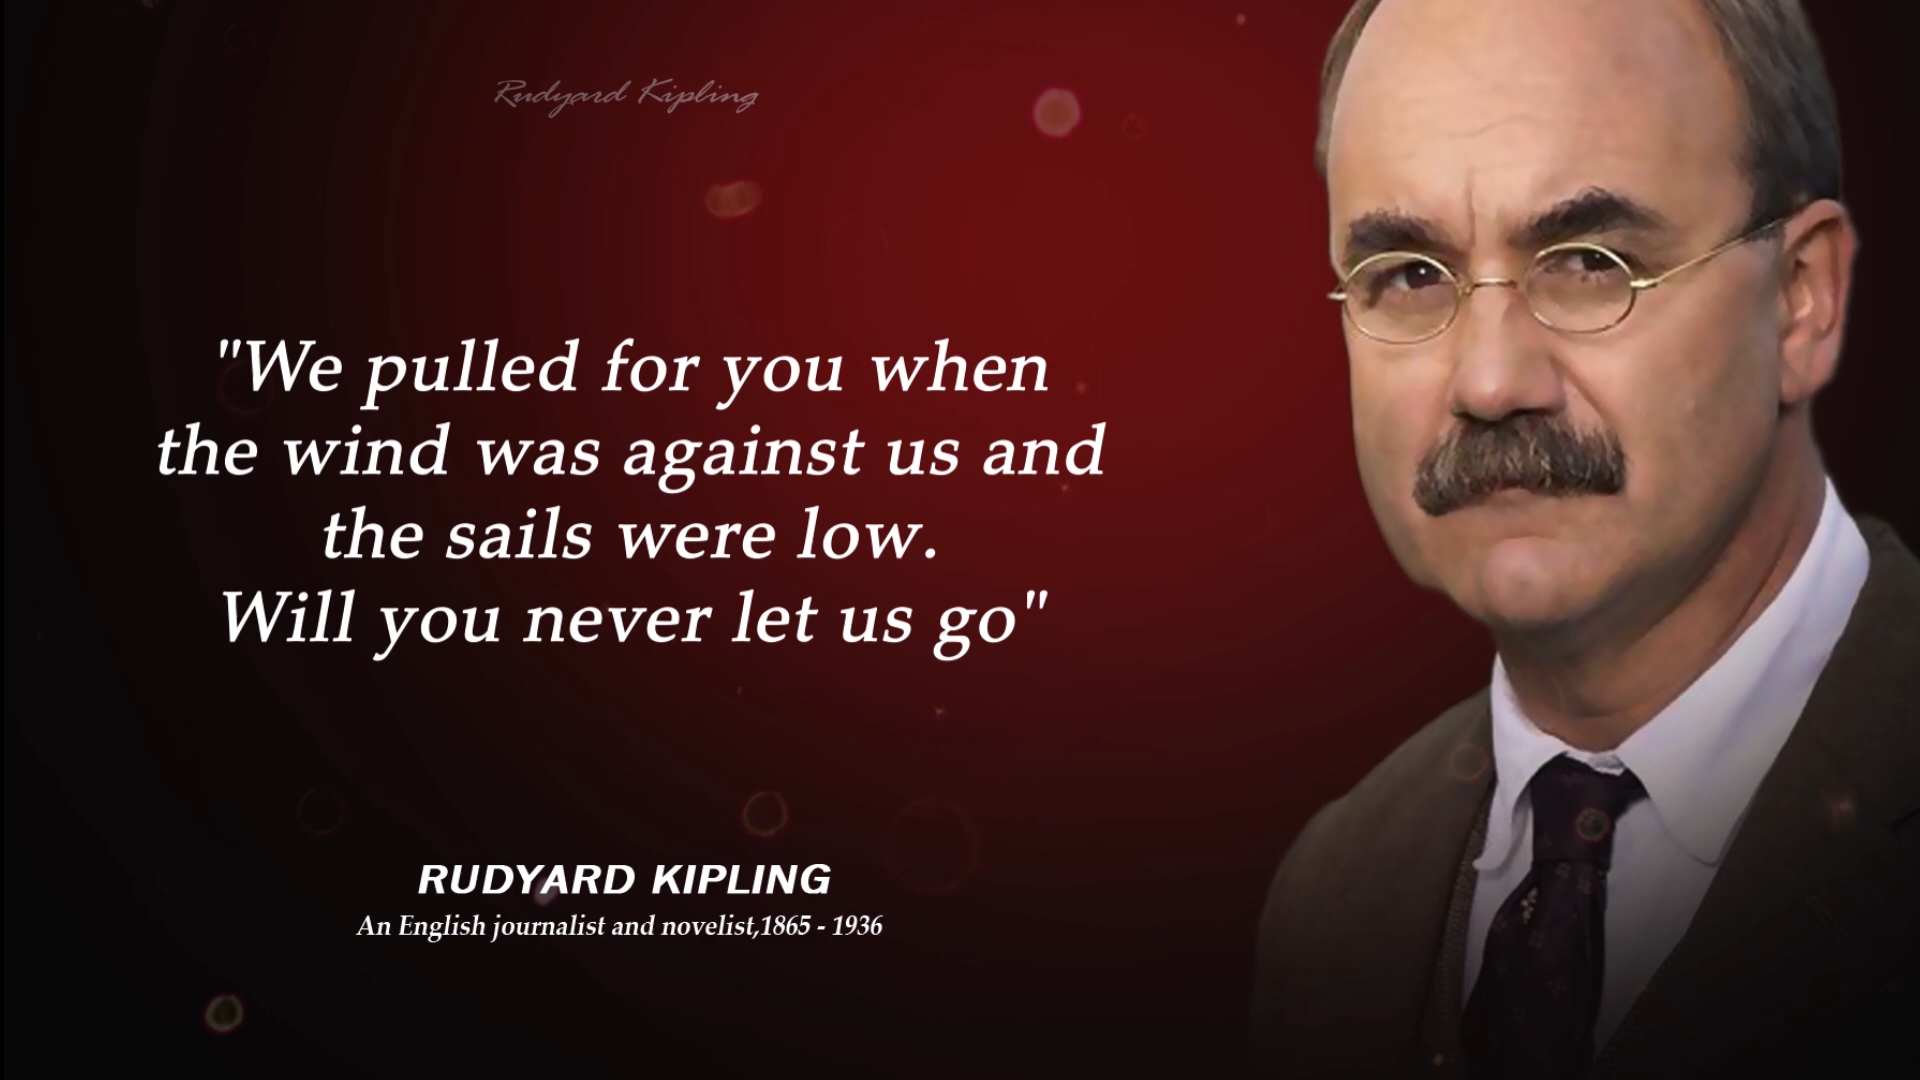 Rudyard Kipling
"We pulled for you when
the wind was against us and
the sails were low.
Will you never let us go"
RUDYARD KIPLING
An English journalist and novelist,1865 - 1936